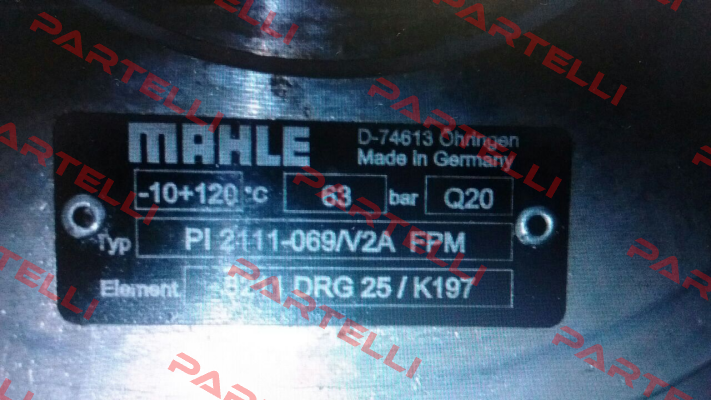 MAHLE
D-74613 Öhringen
Made in Germany
-10+120 °C 63 bar Q20
Typ PI 2111-069/V2A FPM
Element DRG 25 / K197
PARTELLI